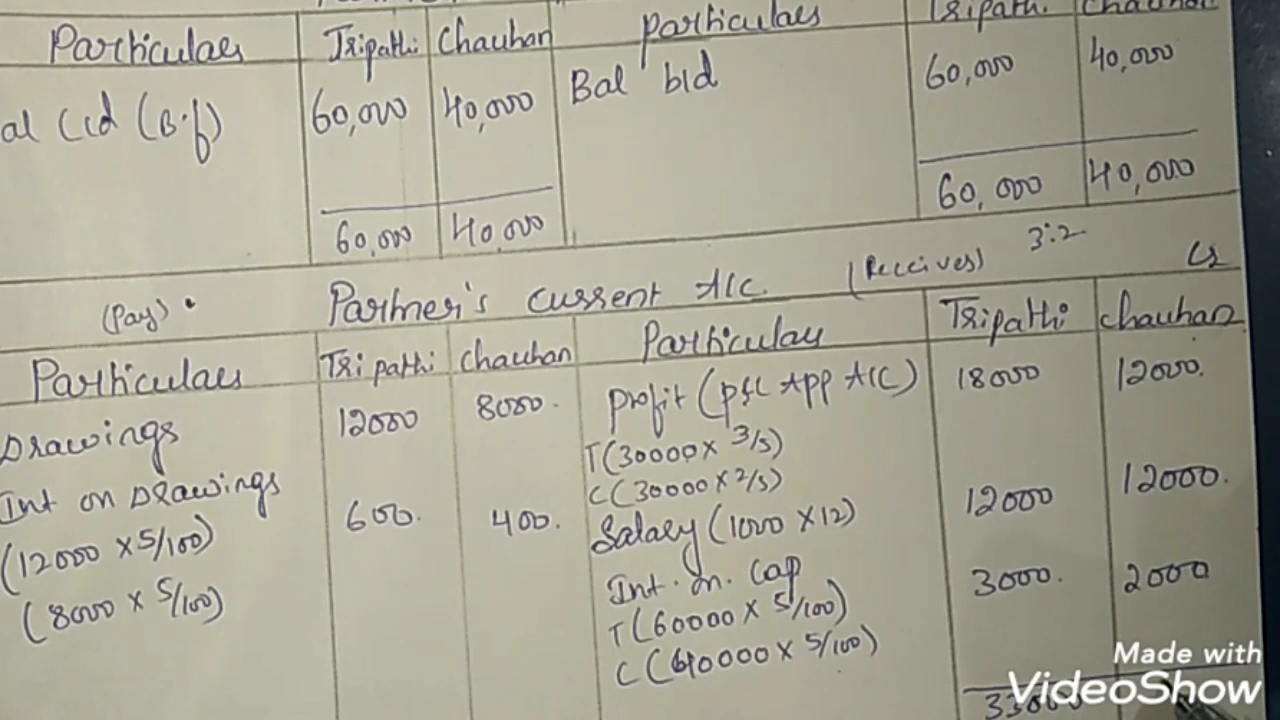 Particulars Tripathi Chauhan Particulars Tripathi Chauhan
al C/d (B.f) 60,000 40,000 Bal b/d 60,000 40,000
60,000 40,000 60,000 40,000
(Pay) Partner's current A/c. (Receives) 3:2 Cr
Particulars Tripathi Chauhan Particulars Tripathi Chauhan
Drawings 12000 8000. Profit (P&L App A/C) 18000 12000.
T(30000 x 3/5)
Int on Drawings C(30000 x 2/5)
(12000 x 5/100) 600. 400. Salary (1000 x 12) 12000 12000.
(8000 x 5/100) Int. on. Cap 3000. 2000
T(60000 x 5/100)
C(40000 x 5/100)
Made with
VideoShow